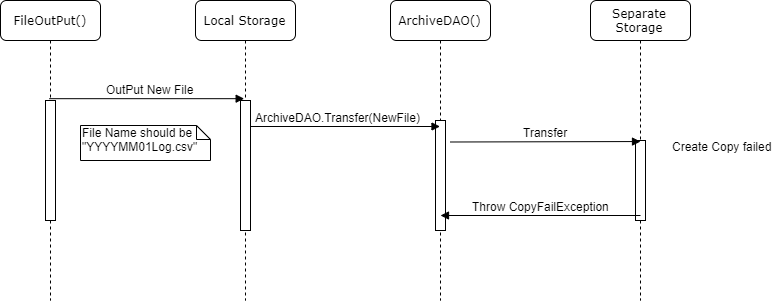 FileOutPut()
Local Storage
ArchiveDAO()
Separate
Storage
OutPut New File
ArchiveDAO.Transfer(NewFile)
File Name should be
"YYYYMM01Log.csv"
Transfer
Create Copy failed
Throw CopyFailException